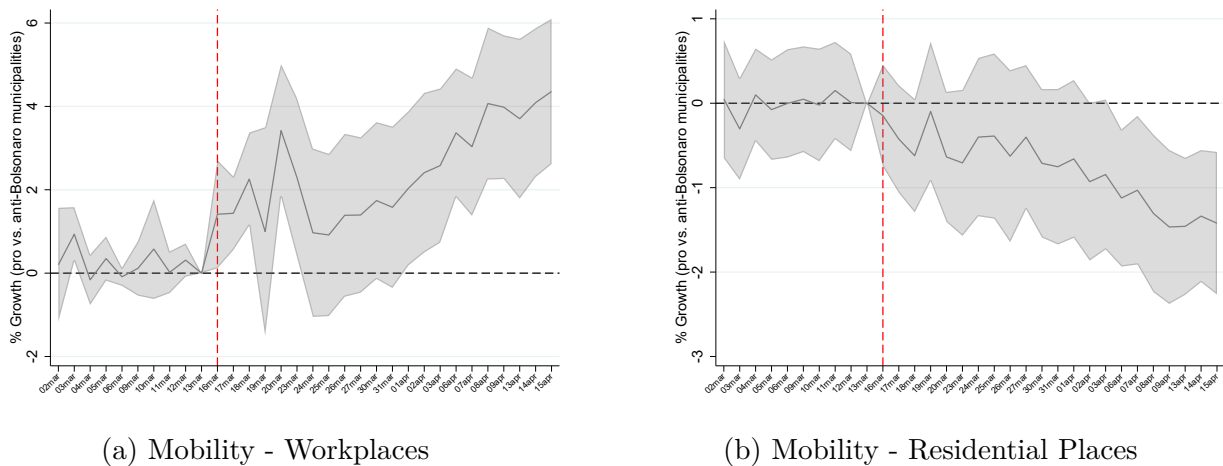 % Growth (pro vs. anti-Bolsonaro municipalities)
6
4
2
0
-2
02mar 03mar 04mar 05mar 06mar 09mar 10mar 11mar 12mar 13mar 16mar 17mar 18mar 19mar 20mar 23mar 24mar 25mar 26mar 27mar 30mar 31mar 01apr 02apr 03apr 06apr 07apr 08apr 09apr 13apr 14apr 15apr
(a) Mobility - Workplaces
% Growth (pro vs. anti-Bolsonaro municipalities)
1
0
-1
-2
-3
02mar 03mar 04mar 05mar 06mar 09mar 10mar 11mar 12mar 13mar 16mar 17mar 18mar 19mar 20mar 23mar 24mar 25mar 26mar 27mar 30mar 31mar 01apr 02apr 03apr 06apr 07apr 08apr 09apr 13apr 14apr 15apr
(b) Mobility - Residential Places